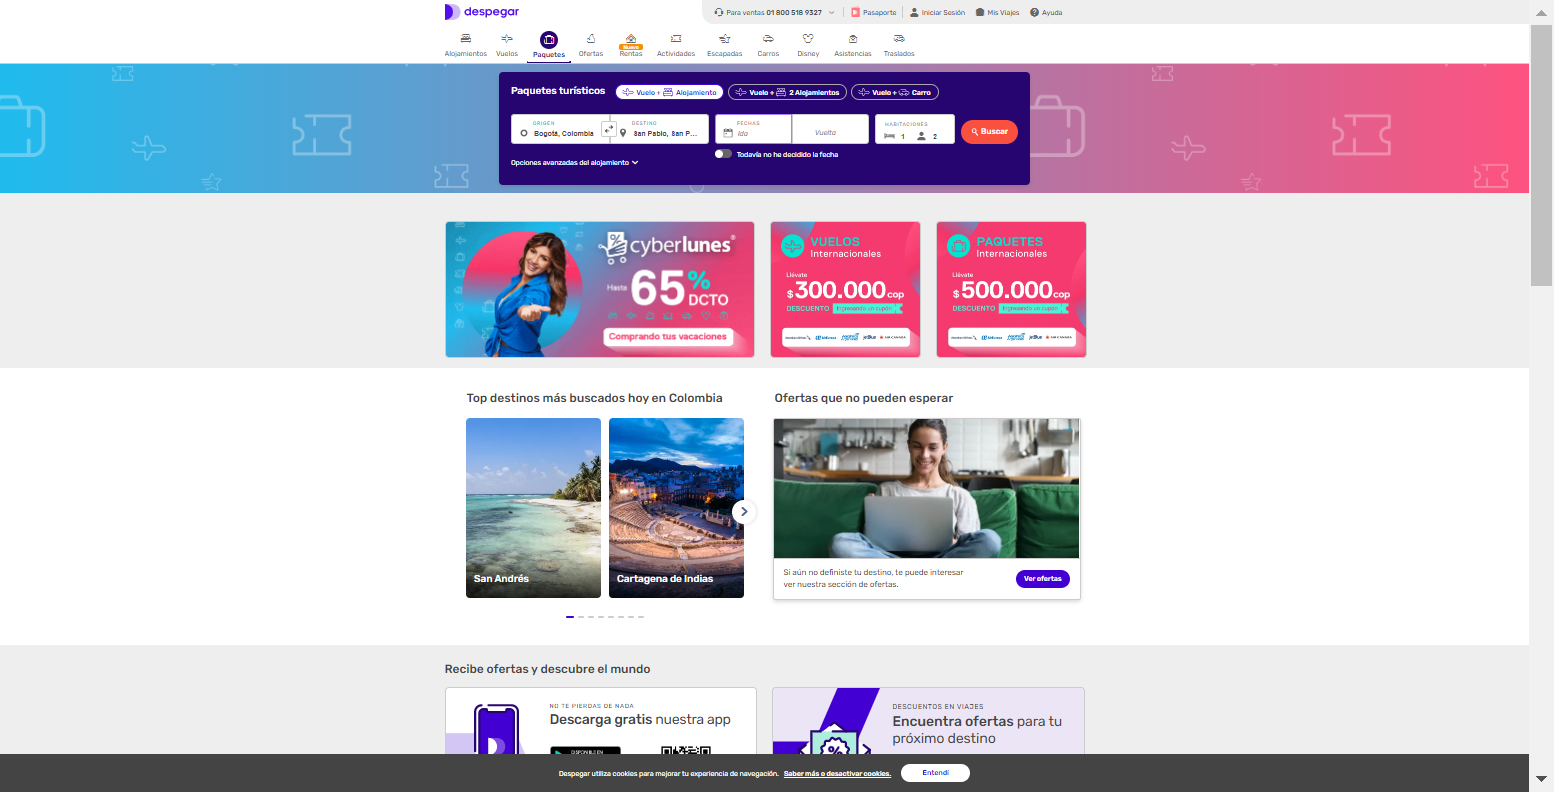 despegar
Para ventas 01 800 518 9327
Pasaporte
Iniciar Sesión
Mis Viajes
Ayuda
Alojamientos
Vuelos
Paquetes
Ofertas
Nuevo
Rentas
Actividades
Escapadas
Carros
Disney
Asistencias
Traslados
Paquetes turísticos
Vuelo + Alojamiento
Vuelo + 2 Alojamientos
Vuelo + Carro
ORIGEN
Bogotá, Colombia
DESTINO
San Pablo, San P...
FECHAS
Ida
Vuelta
HABITACIONES
1 2
Buscar
Todavía no he decidido la fecha
Opciones avanzadas del alojamiento
cyberlunes®
Hasta 65% DCTO
Comprando tus vacaciones
VUELOS
Internacionales
Llévate
$300.000cop
DESCUENTO Ingresando un cupón
PAQUETES
Internacionales
Llévate
$500.000cop
DESCUENTO Ingresando un cupón
Top destinos más buscados hoy en Colombia
San Andrés
Cartagena de Indias
Ofertas que no pueden esperar
Si aún no definiste tu destino, te puede interesar
ver nuestra sección de ofertas.
Ver ofertas
Recibe ofertas y descubre el mundo
NO TE PIERDAS DE NADA
Descarga gratis nuestra app
DISPONIBLE EN
DESCUENTOS EN VIAJES
Encuentra ofertas para tu
próximo destino
Despegar utiliza cookies para mejorar tu experiencia de navegación. Saber más o desactivar cookies.
Entendí